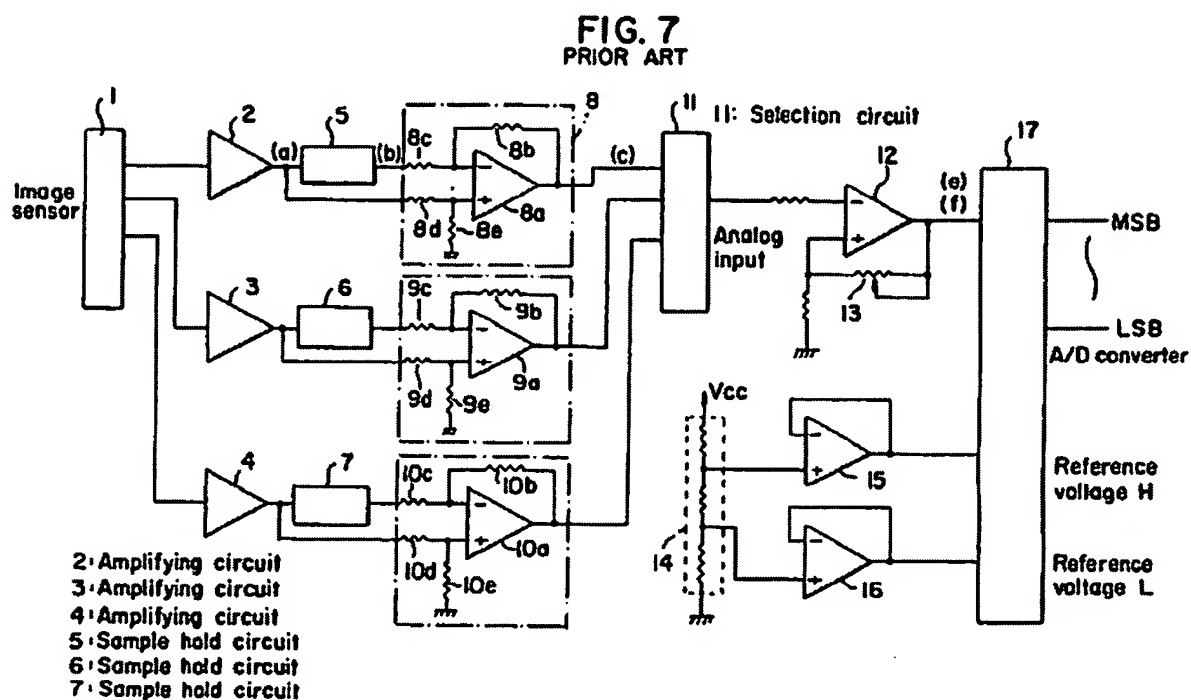 FIG. 7
PRIOR ART
1
2
5
8
11
11: Selection circuit
17
(a)
(b)
8c
8b
(c)
12
(e)
(f)
Image
sensor
8d
8e
8a
Analog
input
MSB
13
3
6
9c
9b
LSB
A/D converter
9d
9e
9a
Vcc
4
7
10c
10b
15
Reference
voltage H
10d
10e
10a
14
16
Reference
voltage L
2: Amplifying circuit
3: Amplifying circuit
4: Amplifying circuit
5: Sample hold circuit
6: Sample hold circuit
7: Sample hold circuit